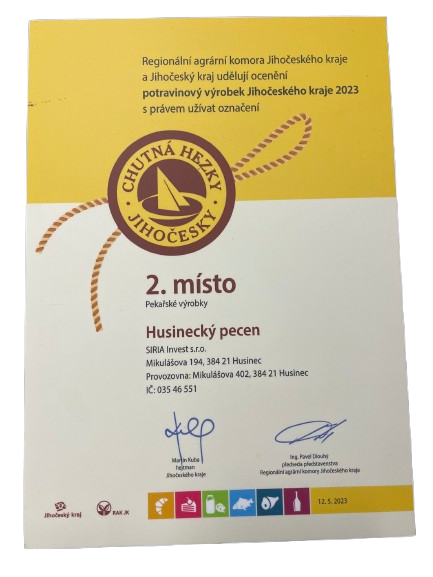 Regionální agrární komora Jihočeského kraje
a Jihočeský kraj udělují ocenění
potravinový výrobek Jihočeského kraje 2023
s právem užívat označení
CHUTNÁ HEZKY
JIHOČESKY
2. místo
Pekařské výrobky
Husinecký pecen
SIRIA Invest s.r.o.
Mikulášova 194, 384 21 Husinec
Provozovna: Mikulášova 402, 384 21 Husinec
IČ: 035 46 551
Martin Kuba
hejtman
Jihočeského kraje
Ing. Pavel Dlouhý
předseda představenstva
Regionální agrární komory Jihočeského kraje
Jihočeský kraj
RAK JK
12. 5. 2023